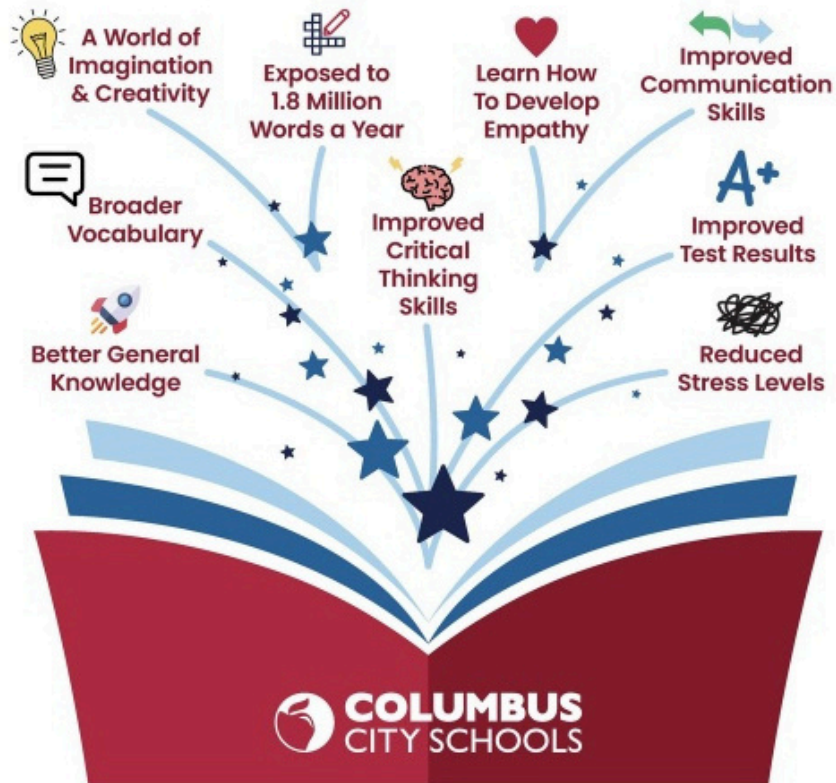 A World of
Imagination
& Creativity
Exposed to
1.8 Million
Words a Year
Learn How
To Develop
Empathy
Improved
Communication
Skills
Broader
Vocabulary
Improved
Critical
Thinking
Skills
A+
Improved
Test Results
Better General
Knowledge
Reduced
Stress Levels
COLUMBUS
CITY SCHOOLS